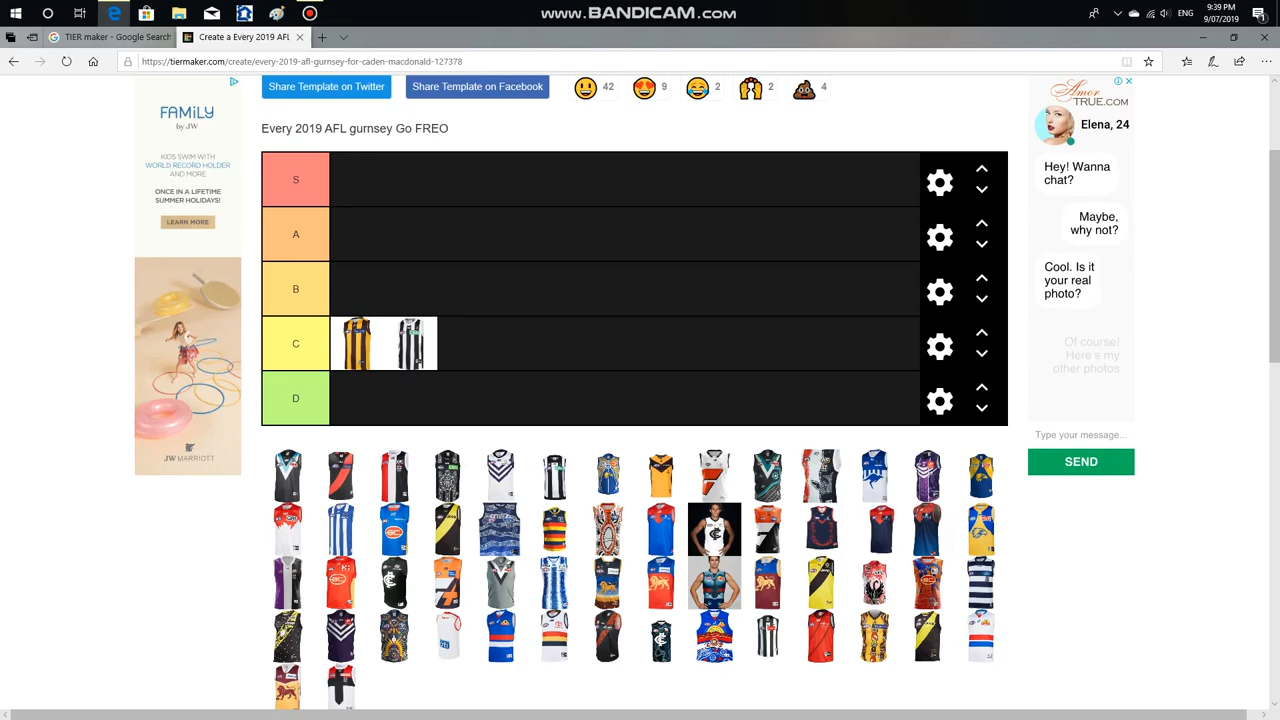 www.BANDICAM.com
ENG
9:39 PM
9/07/2019
TIER maker - Google Search
Create a Every 2019 AFL
https://tiermaker.com/create/every-2019-afl-gurnsey-for-caden-macdonald-127378
Share Template on Twitter
Share Template on Facebook
42
9
2
2
4
Every 2019 AFL gurnsey Go FREO
S
A
B
C
D
FAMiLY
by JW
KIDS SWIM WITH
WORLD RECORD HOLDER
AND MORE
ONCE IN A LIFETIME
SUMMER HOLIDAYS!
LEARN MORE
JW MARRIOTT
Amor
TRUE.COM
Elena, 24
Hey! Wanna
chat?
Maybe,
why not?
Cool. Is it
your real
photo?
Of course!
Here's my
other photos
Type your message...
SEND